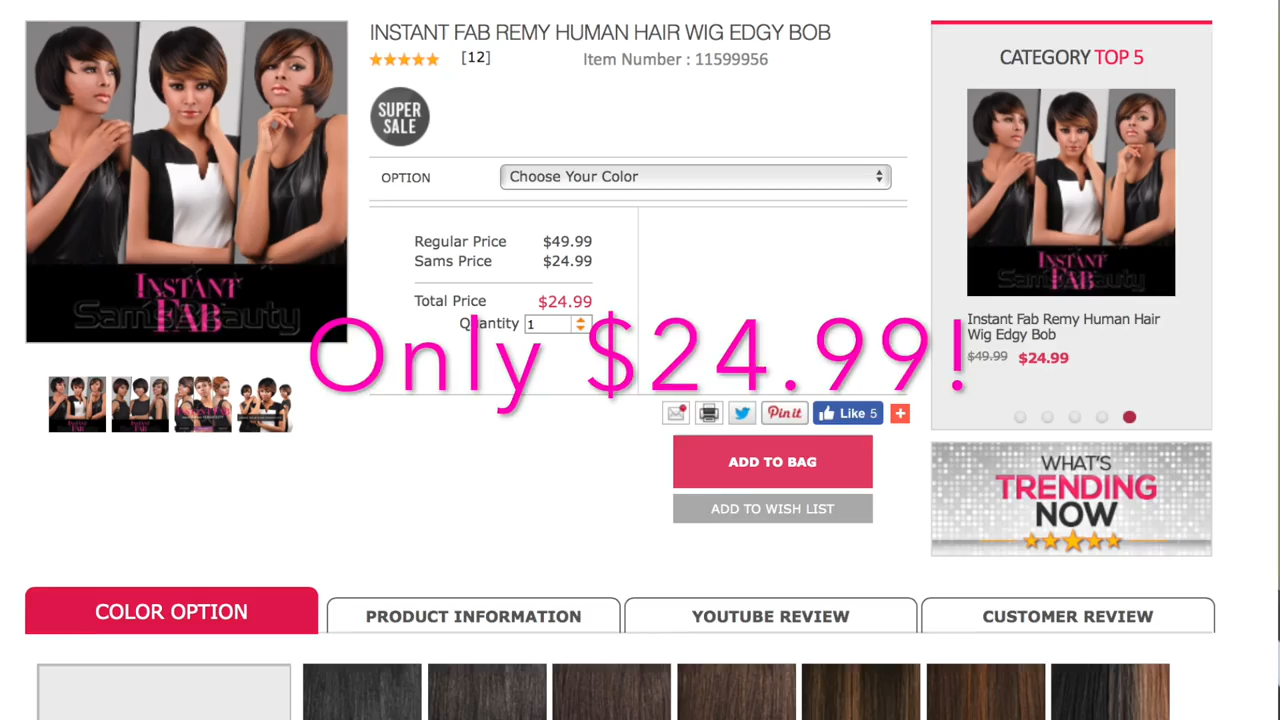 INSTANT FAB REMY HUMAN HAIR WIG EDGY BOB
[12]
Item Number : 11599956
SUPER
SALE
OPTION
Choose Your Color
Regular Price $49.99
Sams Price $24.99
Total Price $24.99
Quantity 1
Only $24.99!
INSTANT
FAB
SamsBeauty
Pin it
Like 5
ADD TO BAG
ADD TO WISH LIST
CATEGORY TOP 5
INSTANT
FAB
SamsBeauty
Instant Fab Remy Human Hair
Wig Edgy Bob
$49.99 $24.99
WHAT'S
TRENDING
NOW
COLOR OPTION
PRODUCT INFORMATION
YOUTUBE REVIEW
CUSTOMER REVIEW